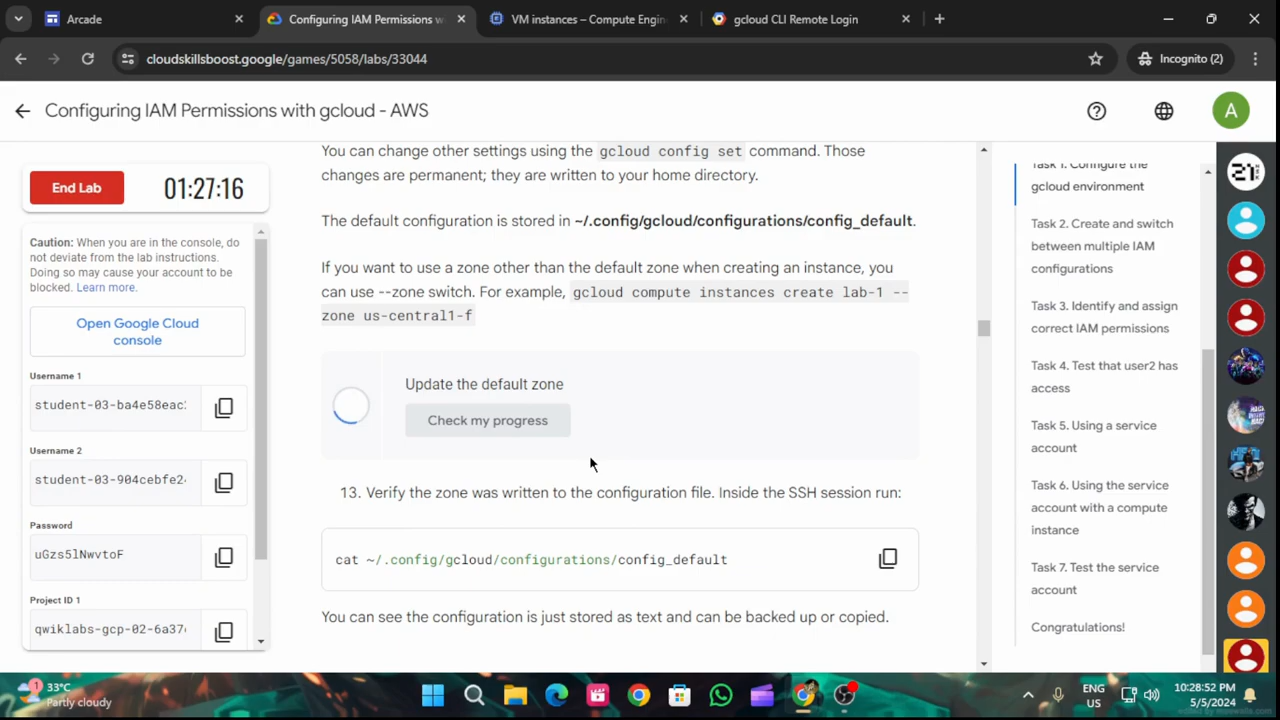 Arcade
Configuring IAM Permissions w
VM instances – Compute Engin
gcloud CLI Remote Login
cloudskillsboost.google/games/5058/labs/33044
Incognito (2)
Configuring IAM Permissions with gcloud - AWS
A
End Lab
01:27:16
Caution: When you are in the console, do
not deviate from the lab instructions.
Doing so may cause your account to be
blocked. Learn more.
Open Google Cloud
console
Username 1
student-03-ba4e58eac
Username 2
student-03-904cebfe2
Password
uGzs5lNwvtoF
Project ID 1
qwiklabs-gcp-02-6a37
You can change other settings using the gcloud config set command. Those
changes are permanent; they are written to your home directory.
The default configuration is stored in ~/.config/gcloud/configurations/config_default.
If you want to use a zone other than the default zone when creating an instance, you
can use --zone switch. For example, gcloud compute instances create lab-1 --
zone us-central1-f
Update the default zone
Check my progress
13. Verify the zone was written to the configuration file. Inside the SSH session run:
cat ~/.config/gcloud/configurations/config_default
You can see the configuration is just stored as text and can be backed up or copied.
Task 1. Configure the
gcloud environment
Task 2. Create and switch
between multiple IAM
configurations
Task 3. Identify and assign
correct IAM permissions
Task 4. Test that user2 has
access
Task 5. Using a service
account
Task 6. Using the service
account with a compute
instance
Task 7. Test the service
account
Congratulations!
21
1
33°C
Partly cloudy
ENG
US
10:28:52 PM
5/5/2024